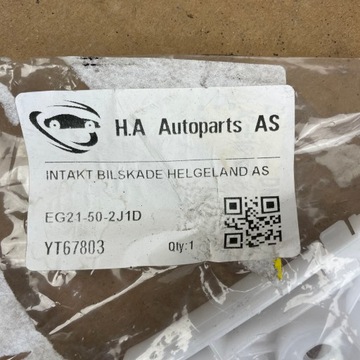 H.A Autoparts AS
INTAKT BILSKADE HELGELAND AS
EG21-50-2J1D
YT67803 Qty:1